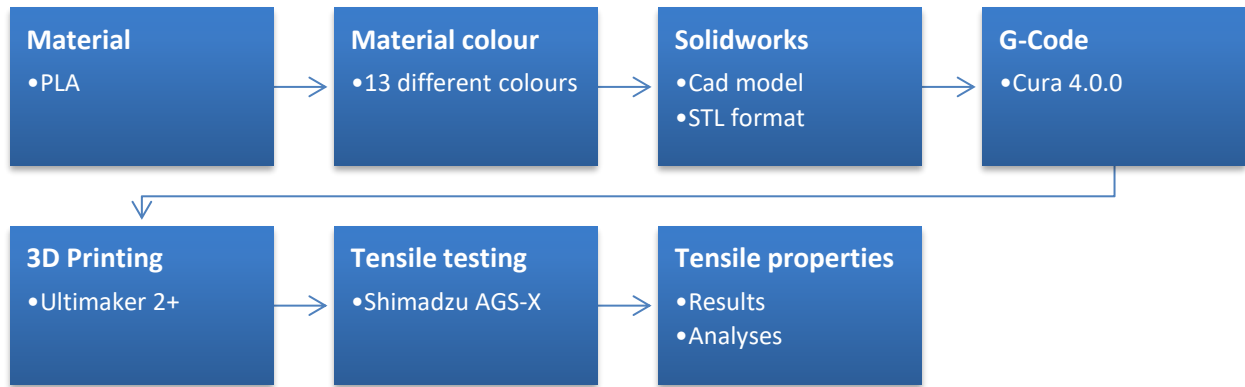 Material
•PLA
Material colour
•13 different colours
Solidworks
•Cad model
•STL format
G-Code
•Cura 4.0.0
3D Printing
•Ultimaker 2+
Tensile testing
•Shimadzu AGS-X
Tensile properties
•Results
•Analyses